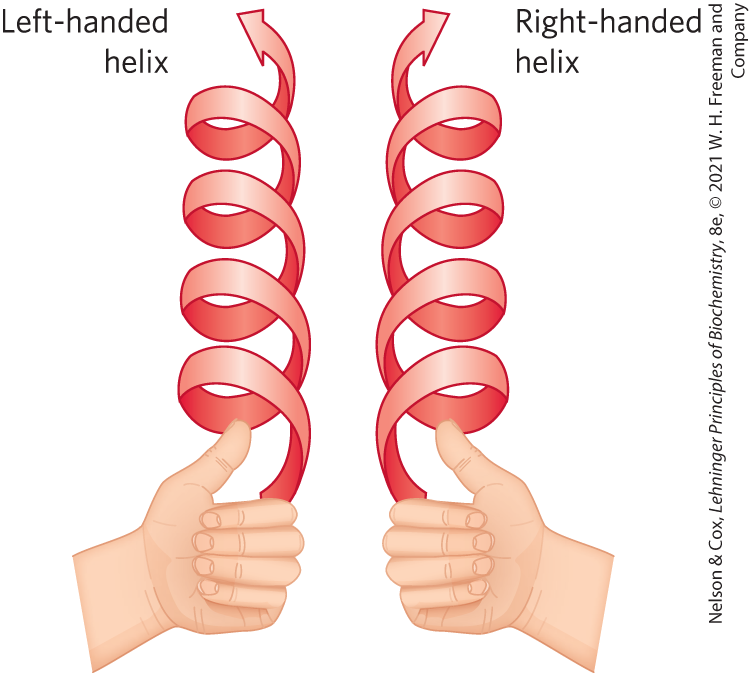 Left-handed
helix
Right-handed
helix
Nelson & Cox, Lehninger Principles of Biochemistry, 8e, © 2021 W. H. Freeman and
Company